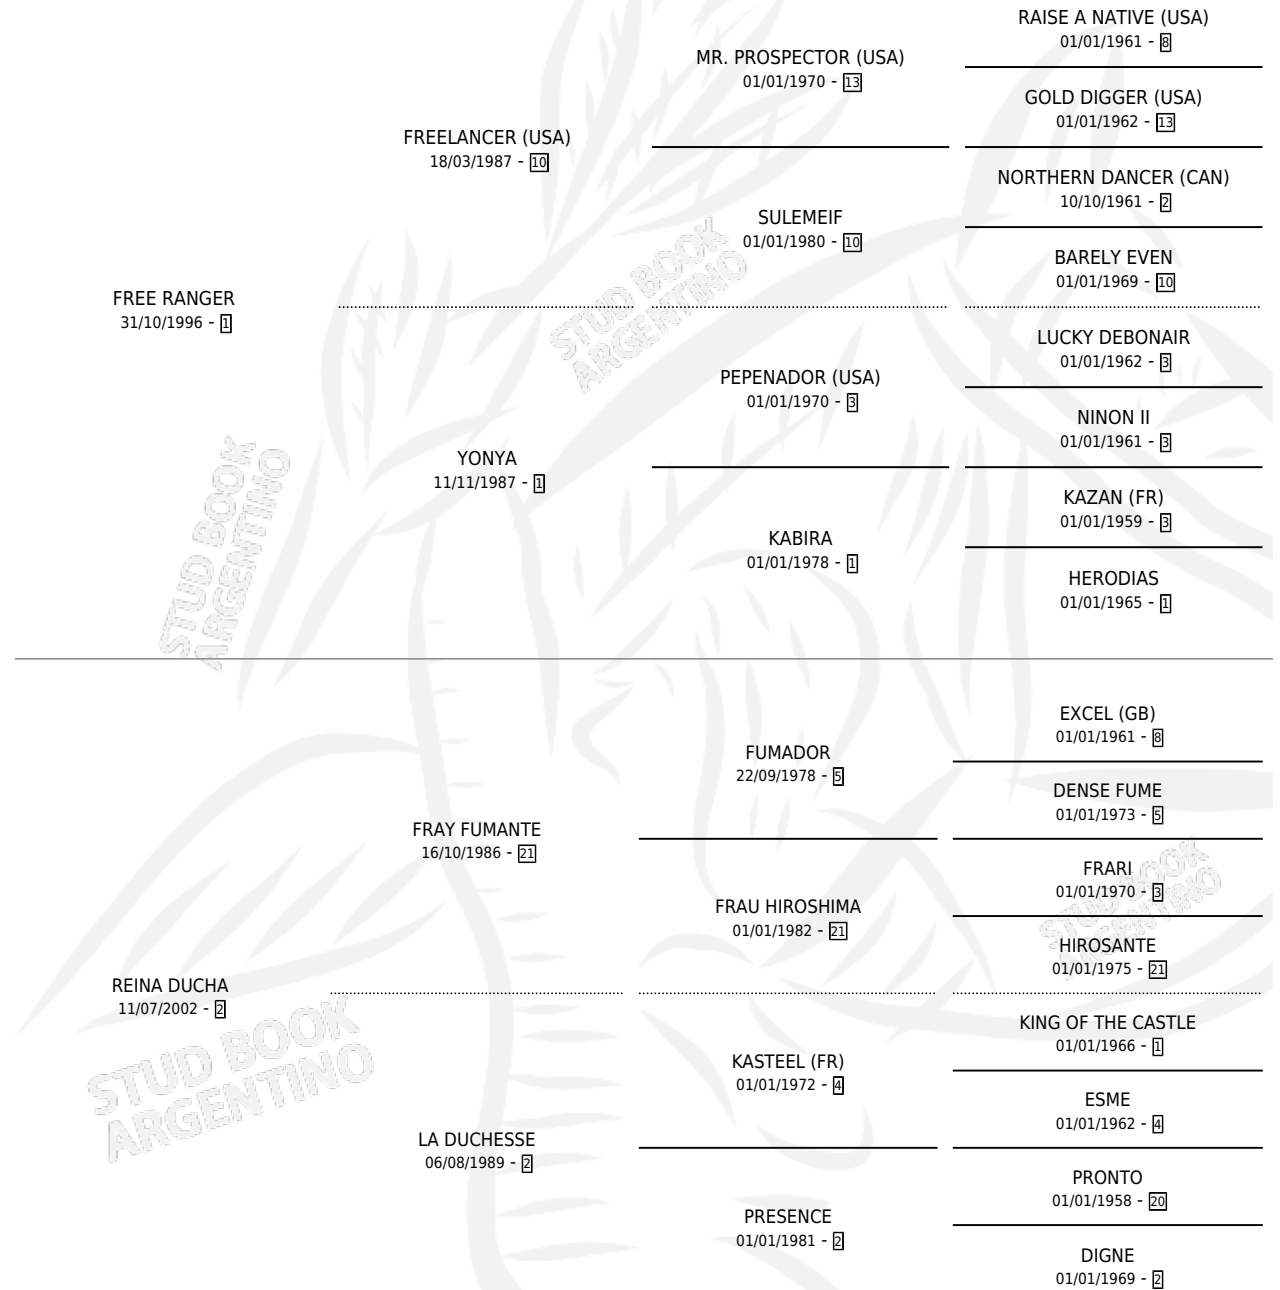 RAISE A NATIVE (USA)
01/01/1961 - 8
MR. PROSPECTOR (USA)
01/01/1970 - 13
GOLD DIGGER (USA)
01/01/1962 - 13
FREELANCER (USA)
18/03/1987 - 10
NORTHERN DANCER (CAN)
10/10/1961 - 2
SULEMEIF
01/01/1980 - 10
BARELY EVEN
01/01/1969 - 10
FREE RANGER
31/10/1996 - 1
STUD BOOK
ARGENTINO
LUCKY DEBONAIR
01/01/1962 - 3
PEPENADOR (USA)
01/01/1970 - 3
NINON II
01/01/1961 - 3
YONYA
11/11/1987 - 1
KAZAN (FR)
01/01/1959 - 3
KABIRA
01/01/1978 - 1
HERODIAS
01/01/1965 - 1
STUD BOOK
ARGENTINO
EXCEL (GB)
01/01/1961 - 8
FUMADOR
22/09/1978 - 5
DENSE FUME
01/01/1973 - 5
FRAY FUMANTE
16/10/1986 - 21
FRARI
01/01/1970 - 3
FRAU HIROSHIMA
01/01/1982 - 21
HIROSANTE
01/01/1975 - 21
STUD BOOK
ARGENTINO
REINA DUCHA
11/07/2002 - 2
KING OF THE CASTLE
01/01/1966 - 1
KASTEEL (FR)
01/01/1972 - 4
ESME
01/01/1962 - 4
STUD BOOK
ARGENTINO
LA DUCHESSE
06/08/1989 - 2
PRONTO
01/01/1958 - 20
PRESENCE
01/01/1981 - 2
DIGNE
01/01/1969 - 2